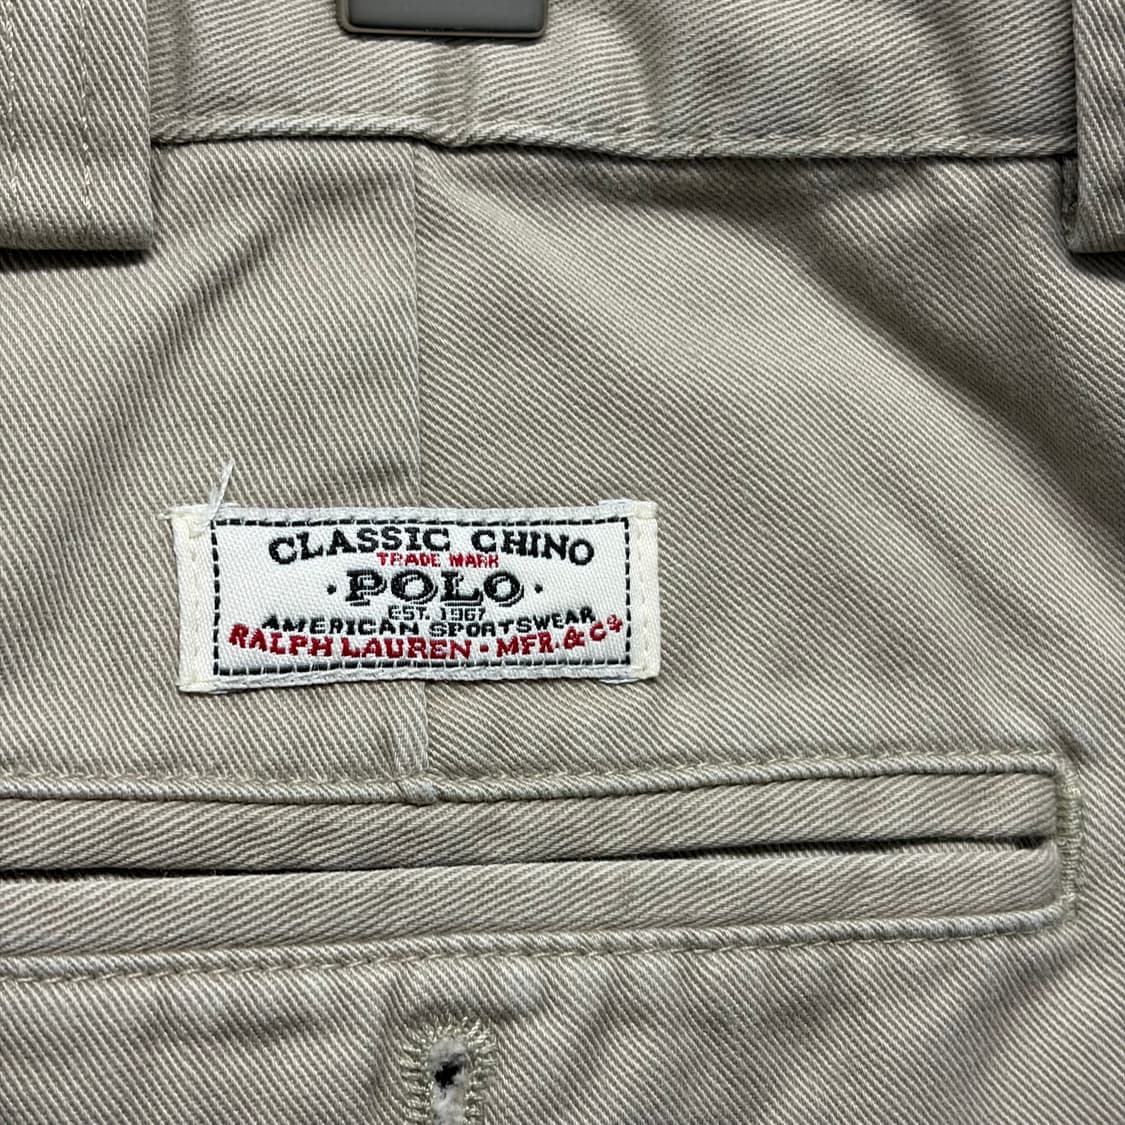 CLASSIC CHINO
TRADE MARK
· POLO ·
EST. 1967
AMERICAN SPORTSWEAR
RALPH LAUREN · MFR. & Cº